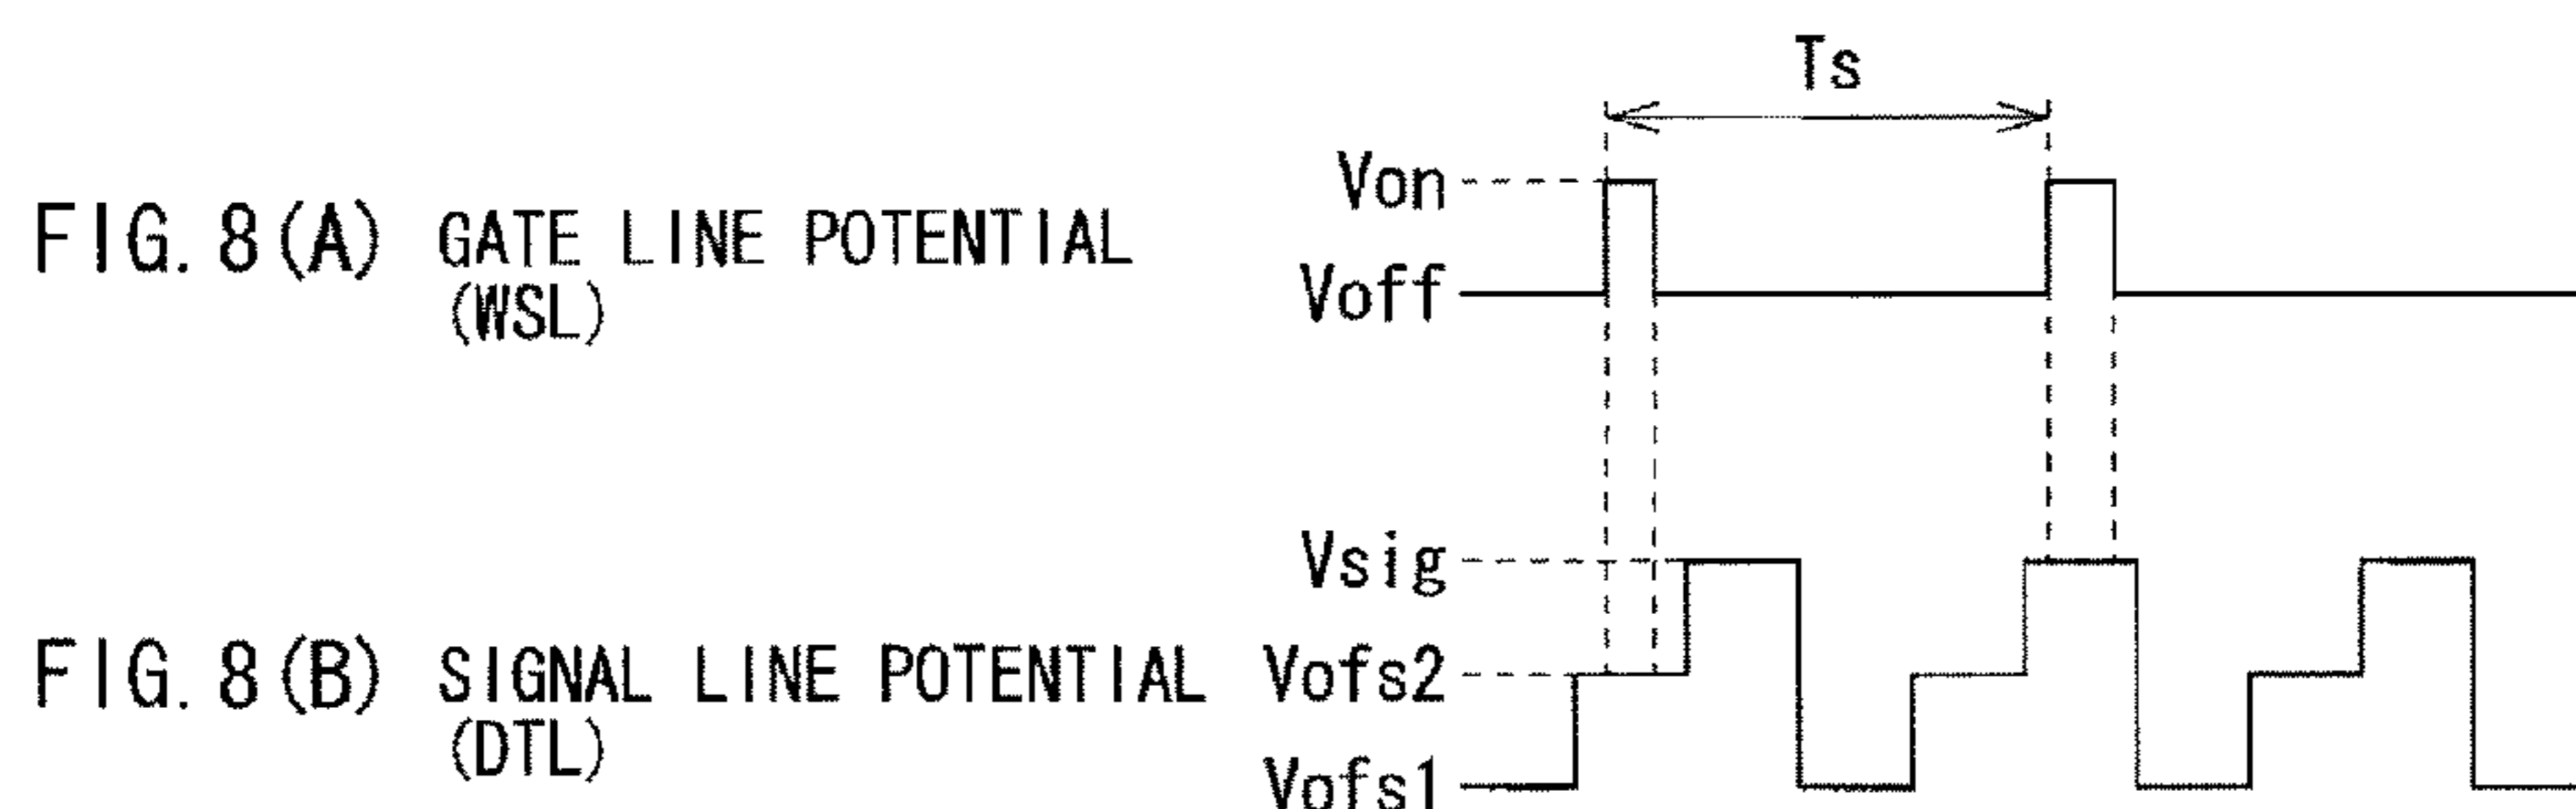 Ts
Von
FIG. 8(A) GATE LINE POTENTIAL
(WSL)
Voff
Vsig
FIG. 8(B) SIGNAL LINE POTENTIAL
(DTL)
Vofs2
Vofs1